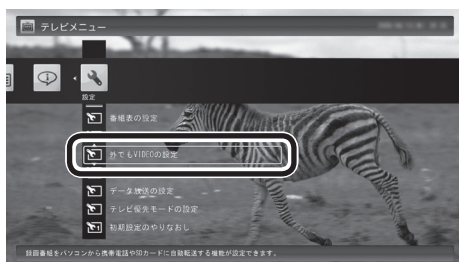 テレビメニュー
設定
番組表の設定
外でもVIDEOの設定
データ放送の設定
テレビ優先モードの設定
初期設定のやりなおし
録画番組をパソコンから携帯電話やSDカードに自動転送する機能が設定できます。